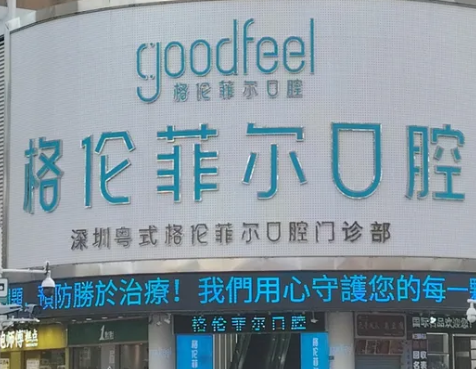 goodfeel
格伦菲尔口腔
格伦菲尔口腔
深圳粤式格伦菲尔口腔门诊部
預防勝於治療！我們用心守護您的每一
格伦菲尔口腔